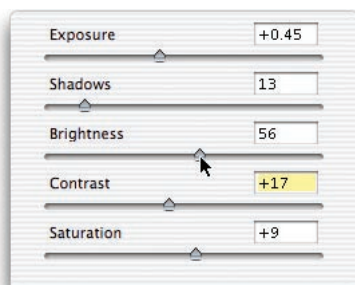 Exposure +0.45
Shadows 13
Brightness 56
Contrast +17
Saturation +9